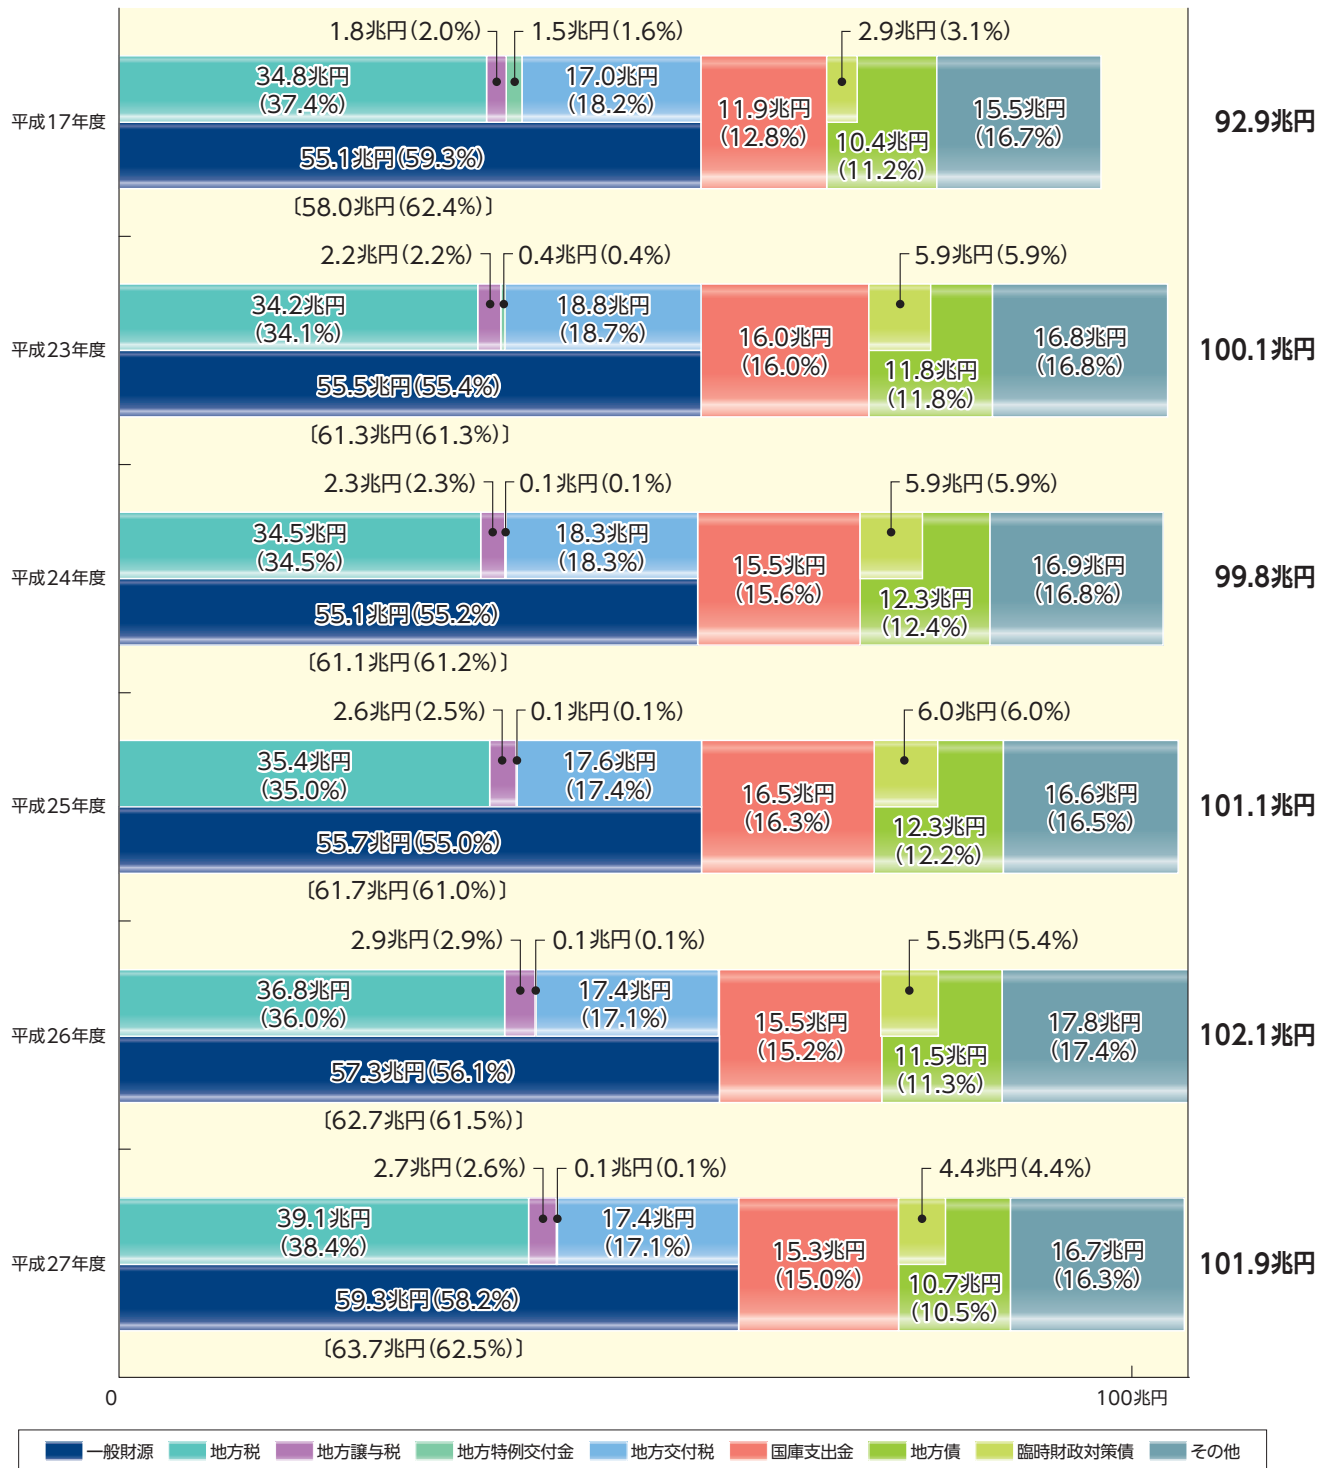 1.8兆円(2.0%) 1.5兆円(1.6%) 2.9兆円(3.1%)
平成17年度
34.8兆円
(37.4%)
17.0兆円
(18.2%)
55.1兆円(59.3%)
11.9兆円
(12.8%)
10.4兆円
(11.2%)
15.5兆円
(16.7%)
92.9兆円
〔58.0兆円(62.4%)〕
2.2兆円(2.2%) 0.4兆円(0.4%) 5.9兆円(5.9%)
平成23年度
34.2兆円
(34.1%)
18.8兆円
(18.7%)
55.5兆円(55.4%)
16.0兆円
(16.0%)
11.8兆円
(11.8%)
16.8兆円
(16.8%)
100.1兆円
〔61.3兆円(61.3%)〕
2.3兆円(2.3%) 0.1兆円(0.1%) 5.9兆円(5.9%)
平成24年度
34.5兆円
(34.5%)
18.3兆円
(18.3%)
55.1兆円(55.2%)
15.5兆円
(15.6%)
12.3兆円
(12.4%)
16.9兆円
(16.8%)
99.8兆円
〔61.1兆円(61.2%)〕
2.6兆円(2.5%) 0.1兆円(0.1%) 6.0兆円(6.0%)
平成25年度
35.4兆円
(35.0%)
17.6兆円
(17.4%)
55.7兆円(55.0%)
16.5兆円
(16.3%)
12.3兆円
(12.2%)
16.6兆円
(16.5%)
101.1兆円
〔61.7兆円(61.0%)〕
2.9兆円(2.9%) 0.1兆円(0.1%) 5.5兆円(5.4%)
平成26年度
36.8兆円
(36.0%)
17.4兆円
(17.1%)
57.3兆円(56.1%)
15.5兆円
(15.2%)
11.5兆円
(11.3%)
17.8兆円
(17.4%)
102.1兆円
〔62.7兆円(61.5%)〕
2.7兆円(2.6%) 0.1兆円(0.1%) 4.4兆円(4.4%)
平成27年度
39.1兆円
(38.4%)
17.4兆円
(17.1%)
59.3兆円(58.2%)
15.3兆円
(15.0%)
10.7兆円
(10.5%)
16.7兆円
(16.3%)
101.9兆円
〔63.7兆円(62.5%)〕
0 100兆円
一般財源 地方税 地方譲与税 地方特例交付金 地方交付税 国庫支出金 地方債 臨時財政対策債 その他